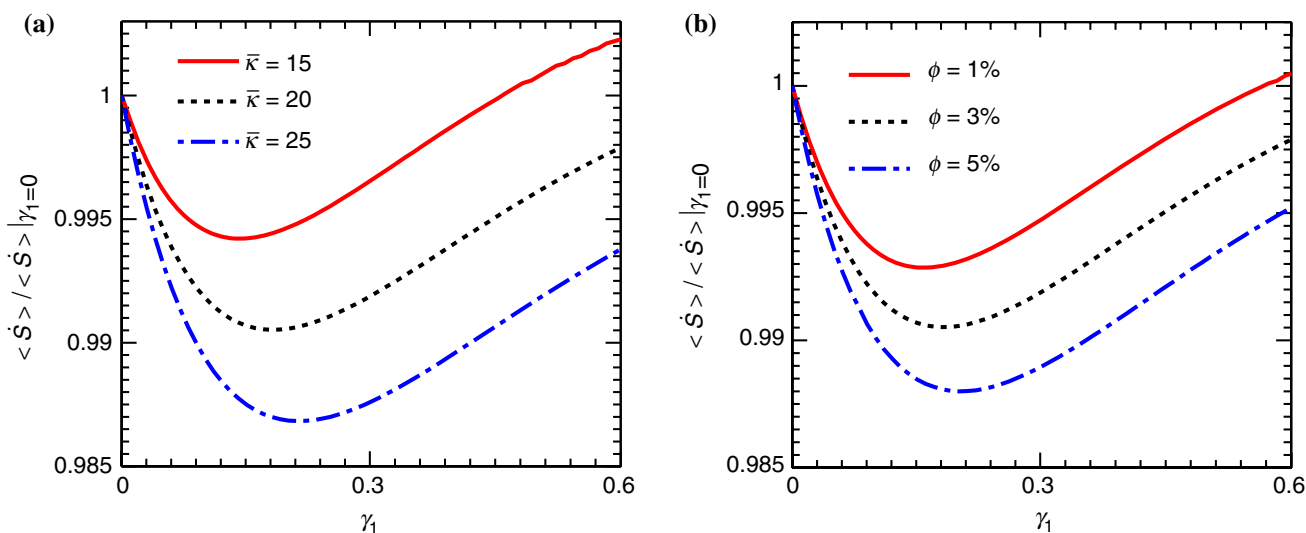 (a)
κ̄ = 15
κ̄ = 20
κ̄ = 25
1
0.995
0.99
0.985
0
0.3
0.6
γ₁
< Ṡ > / < Ṡ > |γ₁=0
(b)
ϕ = 1%
ϕ = 3%
ϕ = 5%
1
0.995
0.99
0.985
0
0.3
0.6
γ₁
< Ṡ > / < Ṡ > |γ₁=0